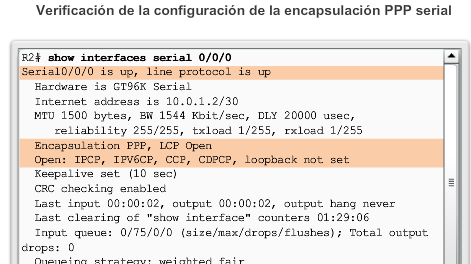 Verificación de la configuración de la encapsulación PPP serial
R2# show interfaces serial 0/0/0
Serial0/0/0 is up, line protocol is up
Hardware is GT96K Serial
Internet address is 10.0.1.2/30
MTU 1500 bytes, BW 1544 Kbit/sec, DLY 20000 usec,
reliability 255/255, txload 1/255, rxload 1/255
Encapsulation PPP, LCP Open
Open: IPCP, IPV6CP, CCP, CDPCP, loopback not set
Keepalive set (10 sec)
CRC checking enabled
Last input 00:00:02, output 00:00:02, output hang never
Last clearing of "show interface" counters 01:29:06
Input queue: 0/75/0/0 (size/max/drops/flushes); Total output
drops: 0
Queueing strategy: weighted fair